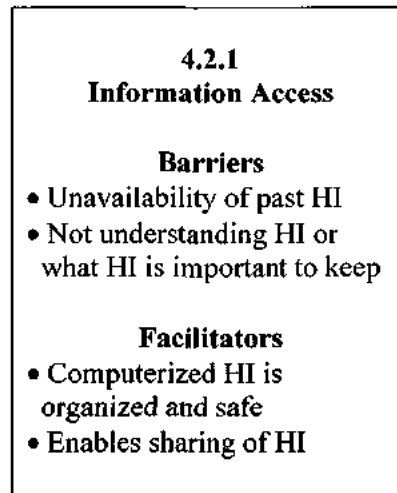 4.2.1
Information Access
Barriers
• Unavailability of past HI
• Not understanding HI or
what HI is important to keep
Facilitators
• Computerized HI is
organized and safe
• Enables sharing of HI